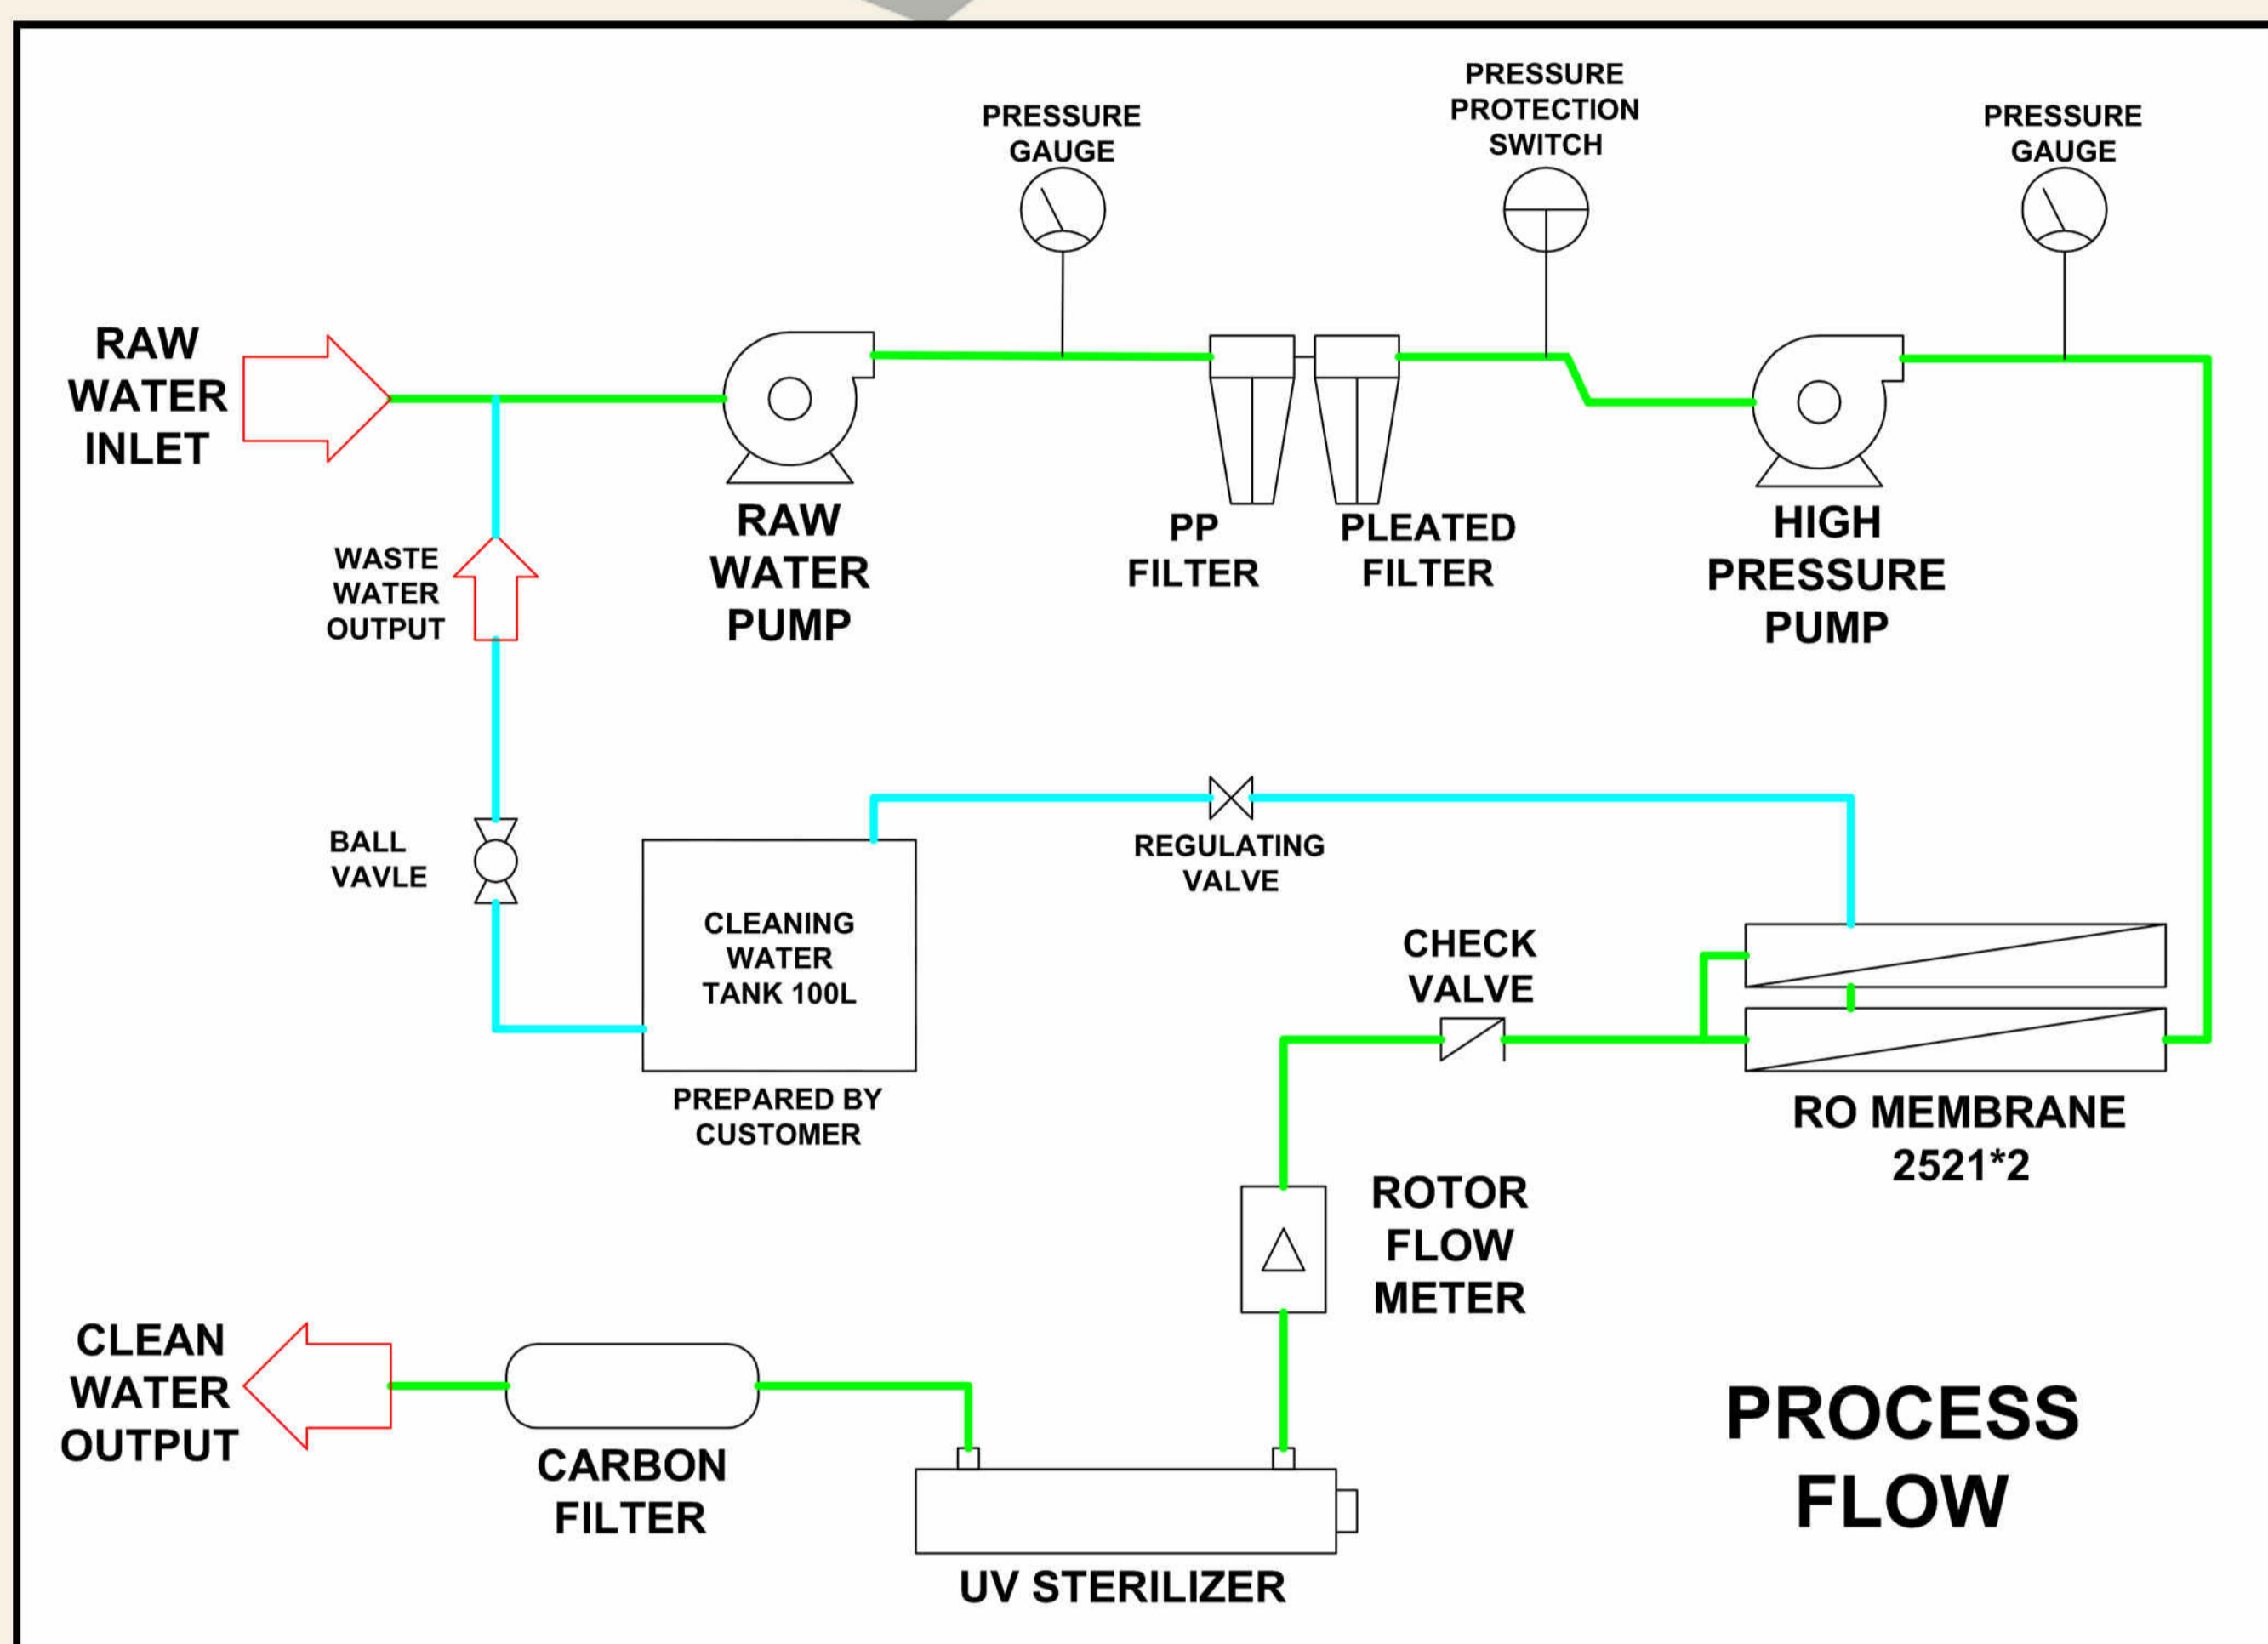 PRESSURE
GAUGE
PRESSURE
PROTECTION
SWITCH
PRESSURE
GAUGE
RAW
WATER
INLET
RAW
WATER
PUMP
PP
FILTER
PLEATED
FILTER
HIGH
PRESSURE
PUMP
WASTE
WATER
OUTPUT
BALL
VAVLE
CLEANING
WATER
TANK 100L
PREPARED BY
CUSTOMER
REGULATING
VALVE
CHECK
VALVE
RO MEMBRANE
2521*2
ROTOR
FLOW
METER
CLEAN
WATER
OUTPUT
CARBON
FILTER
UV STERILIZER
PROCESS
FLOW